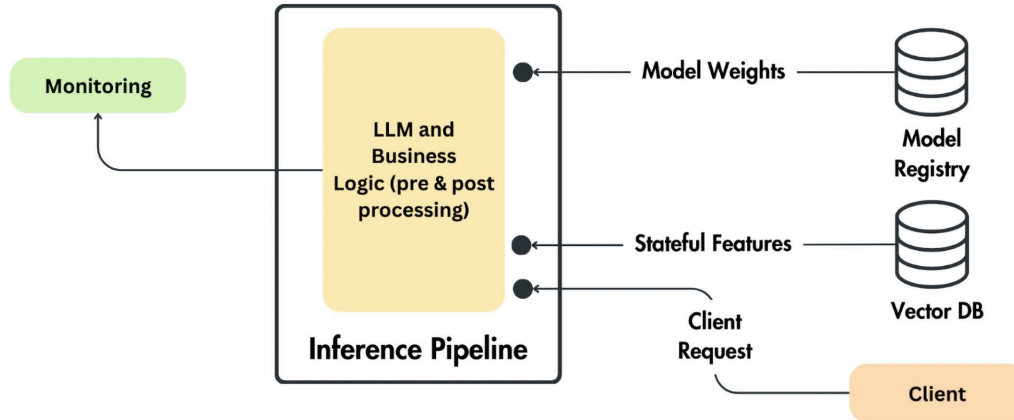 Monitoring
LLM and
Business
Logic (pre & post
processing)
Inference Pipeline
Model Weights
Model
Registry
Stateful Features
Vector DB
Client
Request
Client